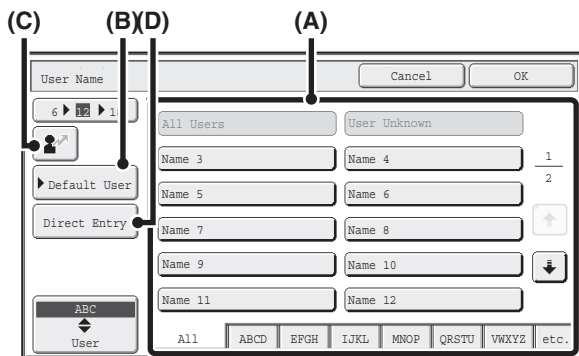 (C) (B)(D) (A)
User Name Cancel OK
6 12 1
All Users User Unknown
Name 3 Name 4 1
Default User 2
Name 5 Name 6
Direct Entry
Name 7 Name 8
Name 9 Name 10
Name 11 Name 12
ABC
User
All ABCD EFGH IJKL MNOP QRSTU VWXYZ etc.